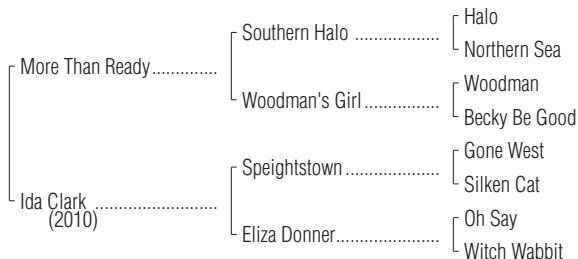 Halo
Southern Halo ..................
Northern Sea
More Than Ready.............
Woodman
Woodman's Girl................
Becky Be Good
Gone West
Speightstown ....................
Silken Cat
Ida Clark ........................
(2010)
Oh Say
Eliza Donner.....................
Witch Wabbit